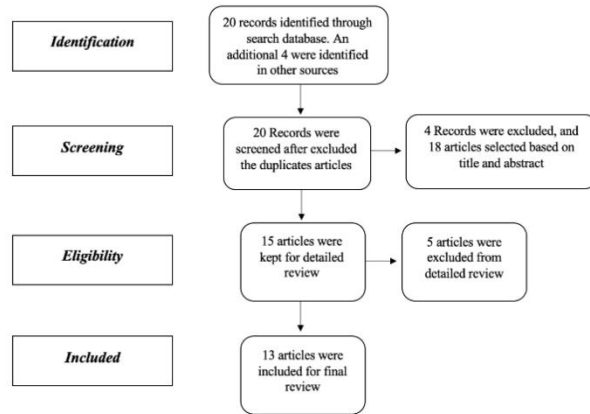 Identification
20 records identified through
search database. An
additional 4 were identified
in other sources
Screening
20 Records were
screened after excluded
the duplicates articles
4 Records were excluded, and
18 articles selected based on
title and abstract
Eligibility
15 articles were
kept for detailed
review
5 articles were
excluded from
detailed review
Included
13 articles were
included for final
review